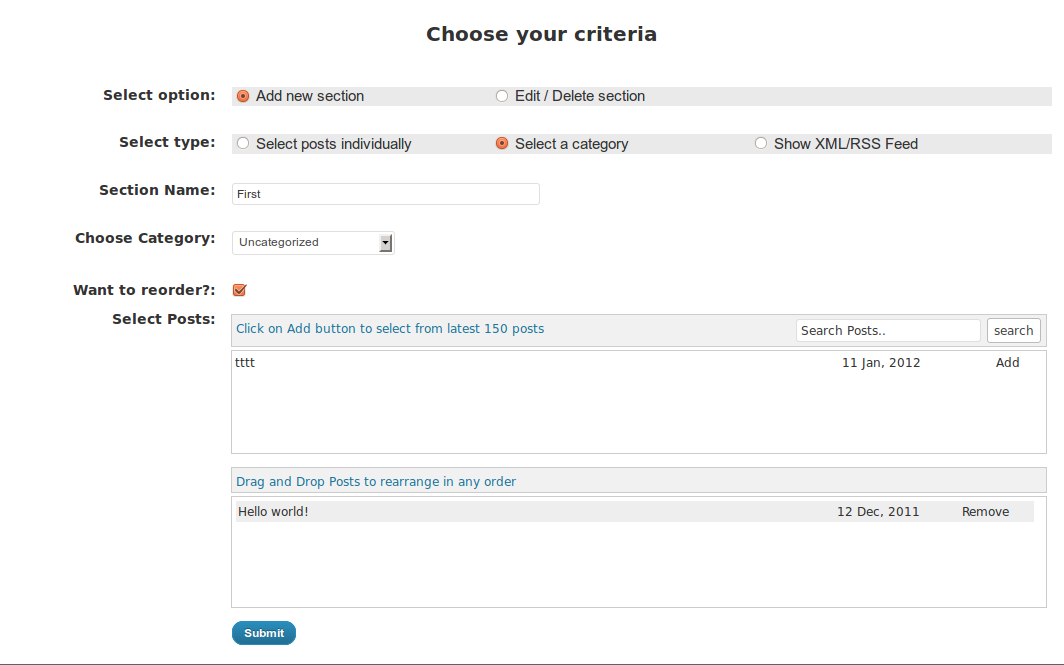 Choose your criteria
Select option: Add new section Edit / Delete section
Select type: Select posts individually Select a category Show XML/RSS Feed
Section Name: First
Choose Category: Uncategorized
Want to reorder?:
Select Posts: Click on Add button to select from latest 150 posts Search Posts.. search
tttt 11 Jan, 2012 Add
Drag and Drop Posts to rearrange in any order
Hello world! 12 Dec, 2011 Remove
Submit